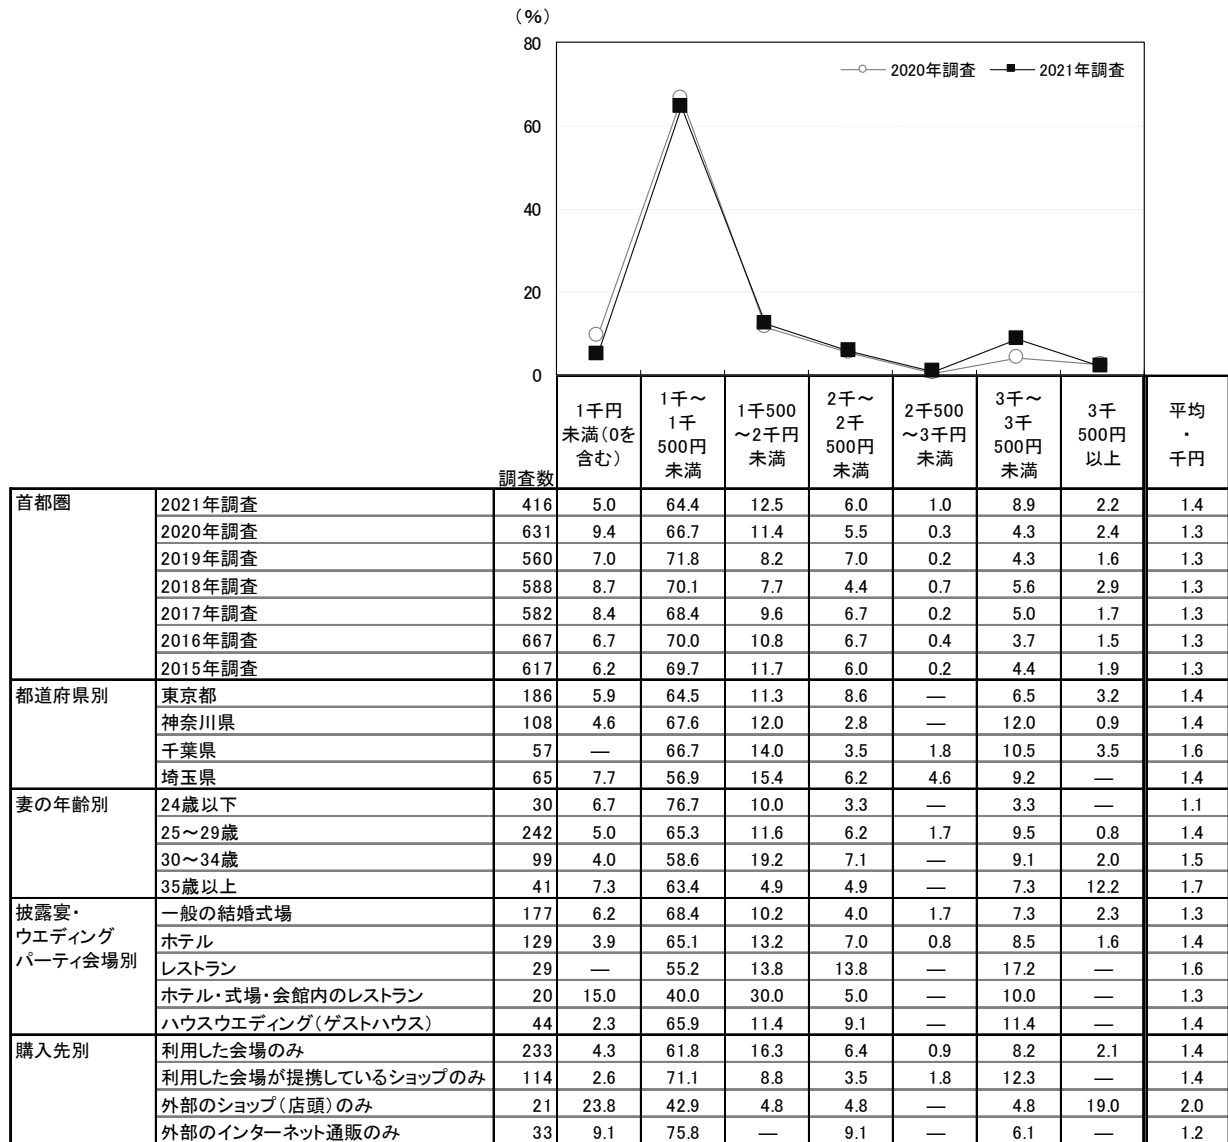 (%)
80
60
40
20
0
2020年調査 2021年調査
調査数 1千円未満(0を含む) 1千～1千500円未満 1千500～2千円未満 2千～2千500円未満 2千500～3千円未満 3千～3千500円未満 3千500円以上 平均・千円
首都圏 2021年調査 416 5.0 64.4 12.5 6.0 1.0 8.9 2.2 1.4
2020年調査 631 9.4 66.7 11.4 5.5 0.3 4.3 2.4 1.3
2019年調査 560 7.0 71.8 8.2 7.0 0.2 4.3 1.6 1.3
2018年調査 588 8.7 70.1 7.7 4.4 0.7 5.6 2.9 1.3
2017年調査 582 8.4 68.4 9.6 6.7 0.2 5.0 1.7 1.3
2016年調査 667 6.7 70.0 10.8 6.7 0.4 3.7 1.5 1.3
2015年調査 617 6.2 69.7 11.7 6.0 0.2 4.4 1.9 1.3
都道府県別 東京都 186 5.9 64.5 11.3 8.6 — 6.5 3.2 1.4
神奈川県 108 4.6 67.6 12.0 2.8 — 12.0 0.9 1.4
千葉県 57 — 66.7 14.0 3.5 1.8 10.5 3.5 1.6
埼玉県 65 7.7 56.9 15.4 6.2 4.6 9.2 — 1.4
妻の年齢別 24歳以下 30 6.7 76.7 10.0 3.3 — 3.3 — 1.1
25～29歳 242 5.0 65.3 11.6 6.2 1.7 9.5 0.8 1.4
30～34歳 99 4.0 58.6 19.2 7.1 — 9.1 2.0 1.5
35歳以上 41 7.3 63.4 4.9 4.9 — 7.3 12.2 1.7
披露宴・ウエディングパーティ会場別 一般の結婚式場 177 6.2 68.4 10.2 4.0 1.7 7.3 2.3 1.3
ホテル 129 3.9 65.1 13.2 7.0 0.8 8.5 1.6 1.4
レストラン 29 — 55.2 13.8 13.8 — 17.2 — 1.6
ホテル・式場・会館内のレストラン 20 15.0 40.0 30.0 5.0 — 10.0 — 1.3
ハウスウエディング(ゲストハウス) 44 2.3 65.9 11.4 9.1 — 11.4 — 1.4
購入先別 利用した会場のみ 233 4.3 61.8 16.3 6.4 0.9 8.2 2.1 1.4
利用した会場が提携しているショップのみ 114 2.6 71.1 8.8 3.5 1.8 12.3 — 1.4
外部のショップ(店頭)のみ 21 23.8 42.9 4.8 4.8 — 4.8 19.0 2.0
外部のインターネット通販のみ 33 9.1 75.8 — 9.1 — 6.1 — 1.2